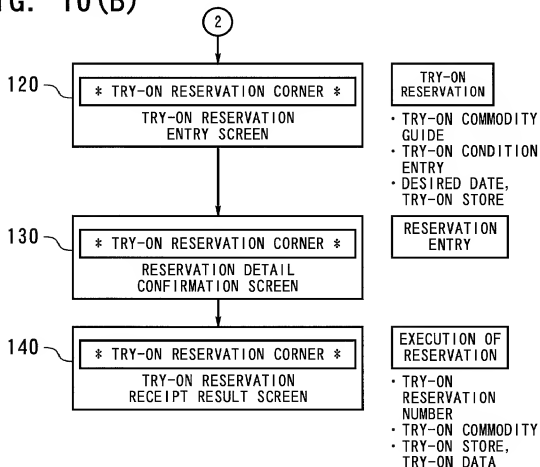 FIG. 10(B)
2
120
* TRY-ON RESERVATION CORNER *
TRY-ON RESERVATION
ENTRY SCREEN
TRY-ON
RESERVATION
・TRY-ON COMMODITY
GUIDE
・TRY-ON CONDITION
ENTRY
・DESIRED DATE,
TRY-ON STORE
130
* TRY-ON RESERVATION CORNER *
RESERVATION DETAIL
CONFIRMATION SCREEN
RESERVATION
ENTRY
140
* TRY-ON RESERVATION CORNER *
TRY-ON RESERVATION
RECEIPT RESULT SCREEN
EXECUTION OF
RESERVATION
・TRY-ON
RESERVATION
NUMBER
・TRY-ON COMMODITY
・TRY-ON STORE,
TRY-ON DATA